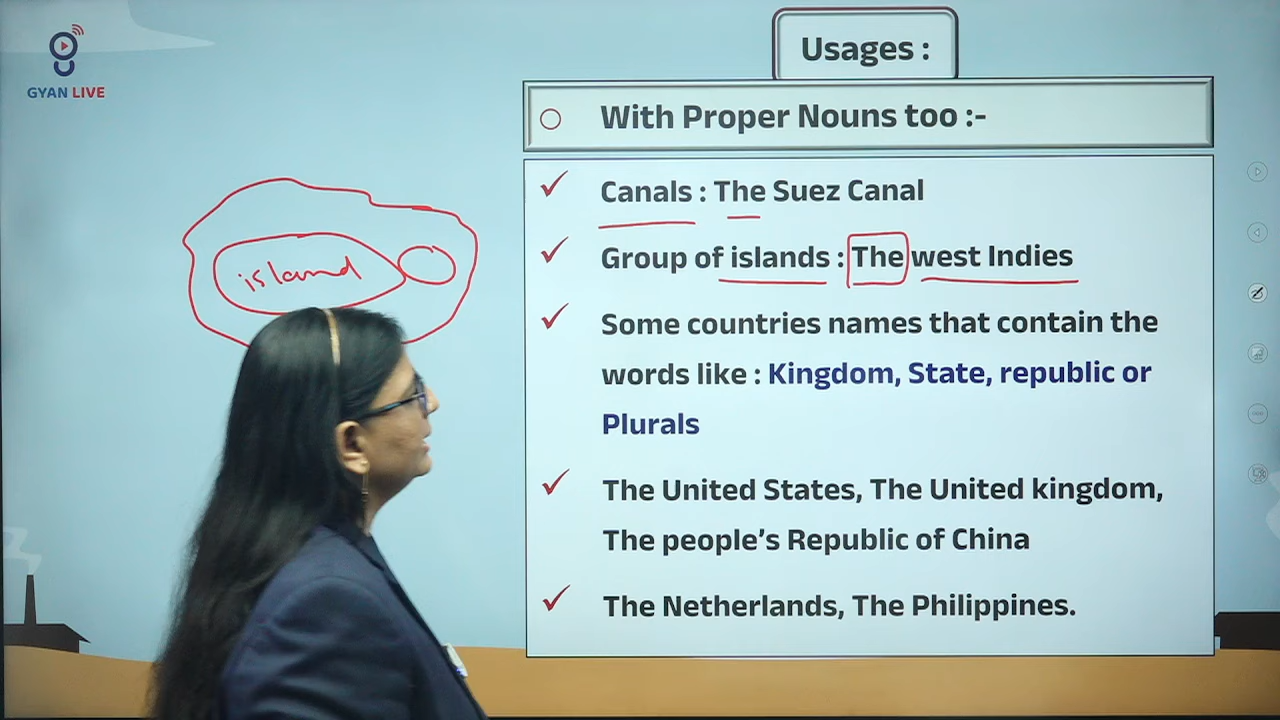 GYAN LIVE
Usages :
With Proper Nouns too :-
Canals : The Suez Canal
Group of islands : The west Indies
island
Some countries names that contain the
words like : Kingdom, State, republic or
Plurals
The United States, The United kingdom,
The people's Republic of China
The Netherlands, The Philippines.